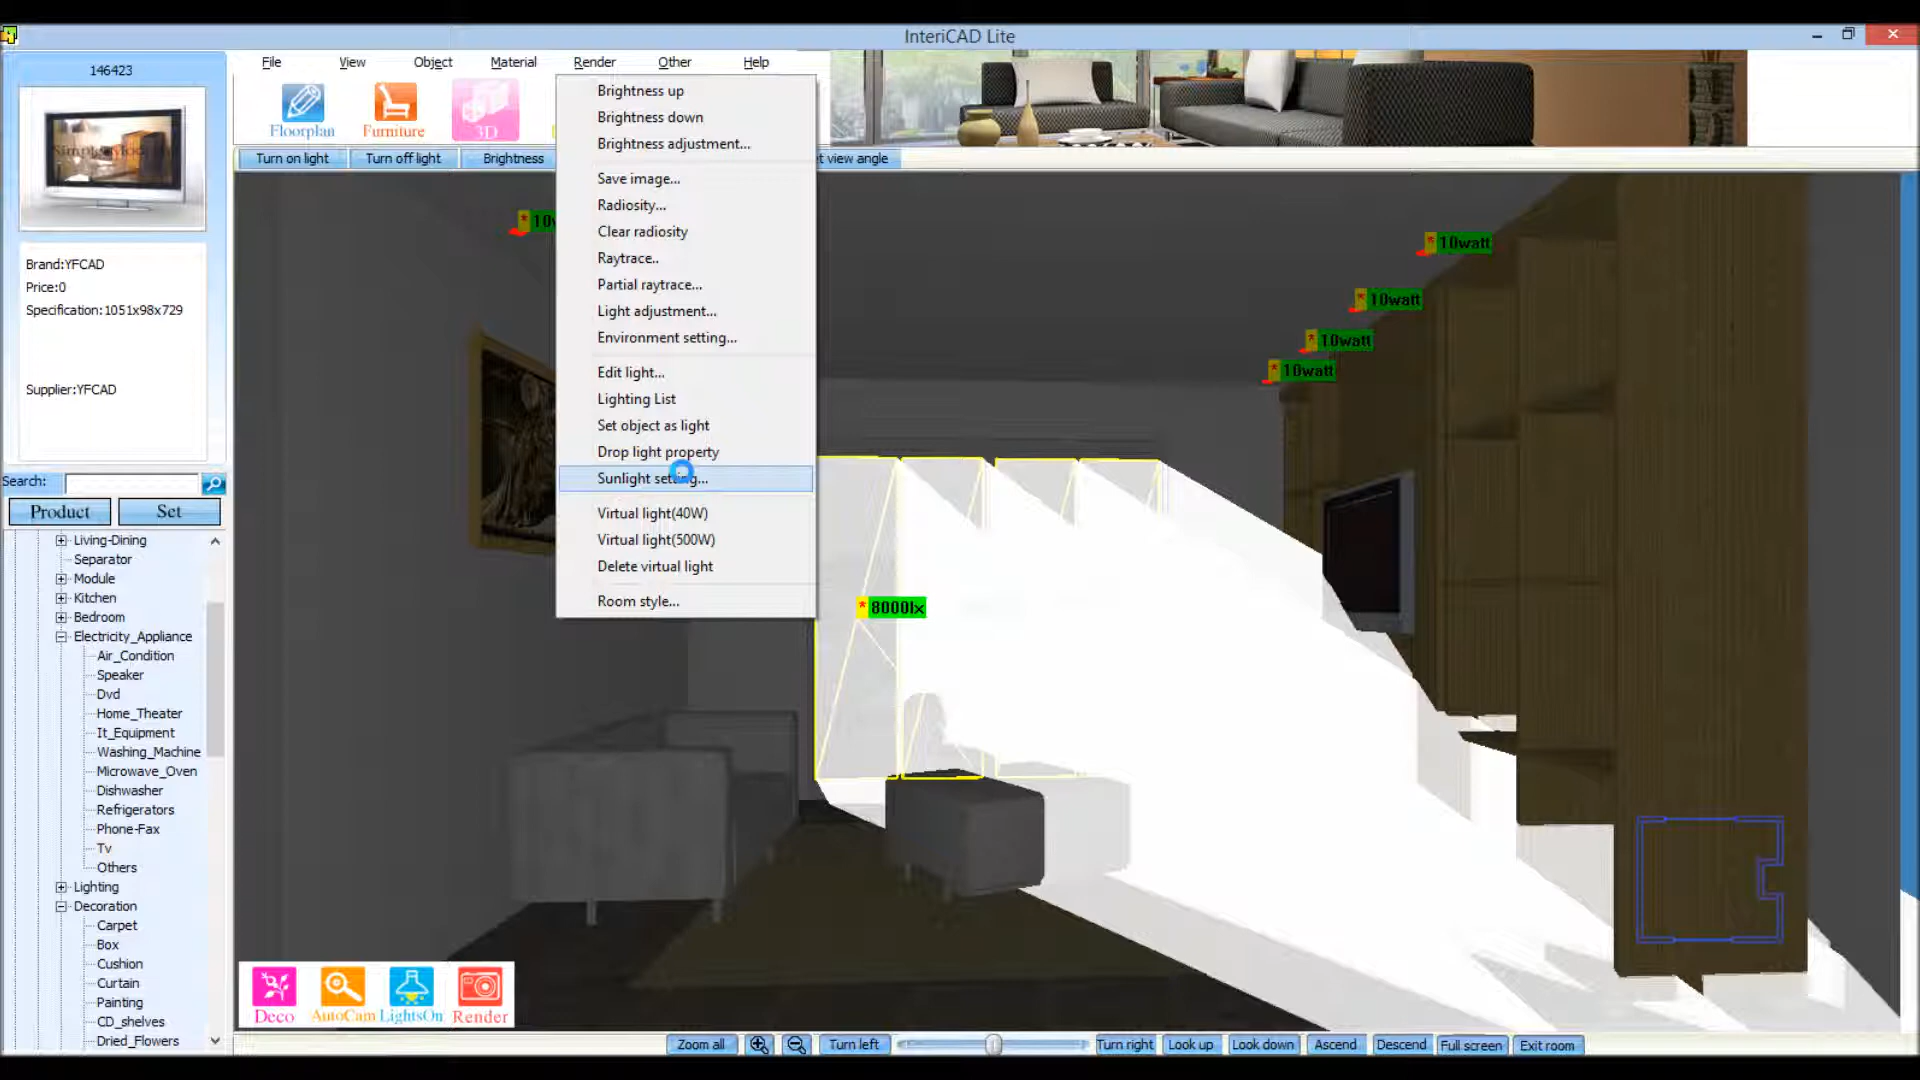 InteriCAD Lite
146423
File View Object Material Render Other Help
Floorplan Furniture 3D
Turn on light Turn off light Brightness t view angle
Brand:YFCAD
Price:0
Specification:1051x98x729
Supplier:YFCAD
Search:
Product Set
Living-Dining
Separator
Module
Kitchen
Bedroom
Electricity_Appliance
Air_Condition
Speaker
Dvd
Home_Theater
It_Equipment
Washing_Machine
Microwave_Oven
Dishwasher
Refrigerators
Phone-Fax
Tv
Others
Lighting
Decoration
Carpet
Box
Cushion
Curtain
Painting
CD_shelves
Dried_Flowers
Brightness up
Brightness down
Brightness adjustment...
Save image...
Radiosity...
Clear radiosity
Raytrace..
Partial raytrace...
Light adjustment...
Environment setting...
Edit light...
Lighting List
Set object as light
Drop light property
Sunlight setting...
Virtual light(40W)
Virtual light(500W)
Delete virtual light
Room style...
* 10w
* 10watt
* 10watt
* 10watt
* 10watt
* 8000lx
Deco AutoCam LightsOn Render
Zoom all Turn left Turn right Look up Look down Ascend Descend Full screen Exit room